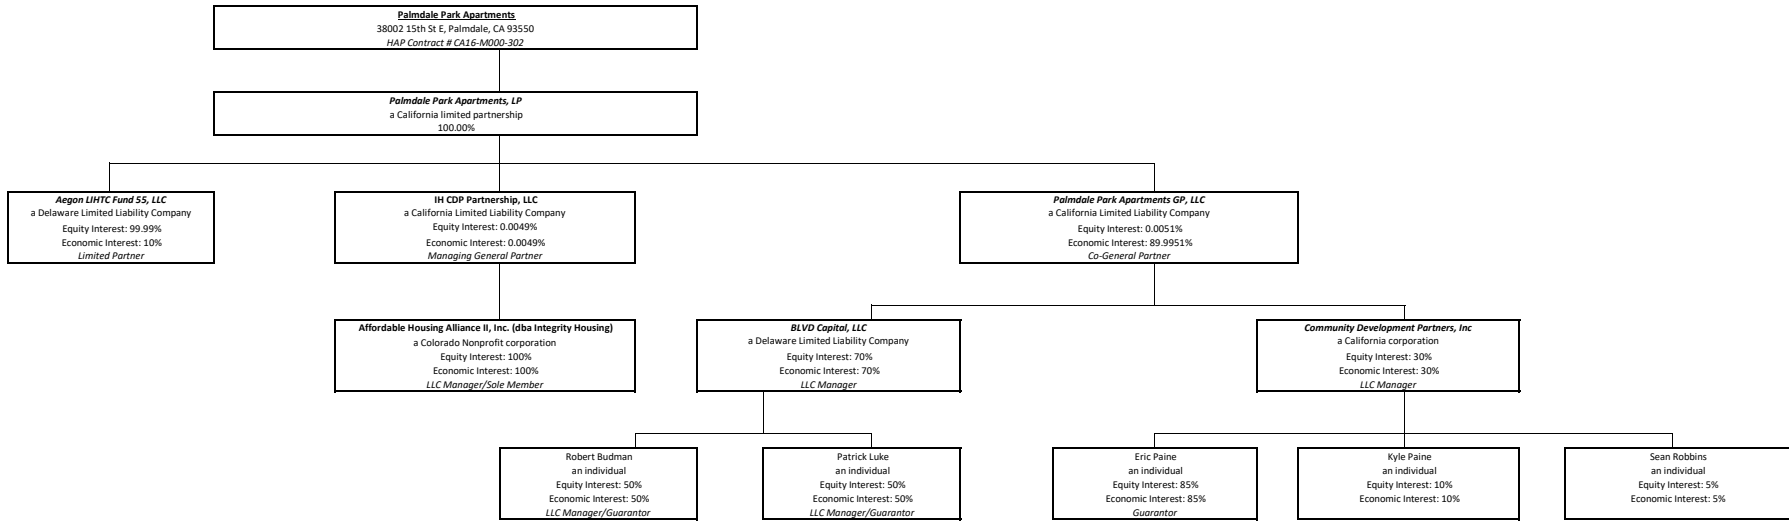 Palmdale Park Apartments
38002 15th St E, Palmdale, CA 93550
HAP Contract # CA16-M000-302
Palmdale Park Apartments, LP
a California limited partnership
100.00%
Aegon LIHTC Fund 55, LLC
a Delaware Limited Liability Company
Equity Interest: 99.99%
Economic Interest: 10%
Limited Partner
IH CDP Partnership, LLC
a California Limited Liability Company
Equity Interest: 0.0049%
Economic Interest: 0.0049%
Managing General Partner
Palmdale Park Apartments GP, LLC
a California Limited Liability Company
Equity Interest: 0.0051%
Economic Interest: 89.9951%
Co-General Partner
Affordable Housing Alliance II, Inc. (dba Integrity Housing)
a Colorado Nonprofit corporation
Equity Interest: 100%
Economic Interest: 100%
LLC Manager/Sole Member
BLVD Capital, LLC
a Delaware Limited Liability Company
Equity Interest: 70%
Economic Interest: 70%
LLC Manager
Community Development Partners, Inc
a California corporation
Equity Interest: 30%
Economic Interest: 30%
LLC Manager
Robert Budman
an individual
Equity Interest: 50%
Economic Interest: 50%
LLC Manager/Guarantor
Patrick Luke
an individual
Equity Interest: 50%
Economic Interest: 50%
LLC Manager/Guarantor
Eric Paine
an individual
Equity Interest: 85%
Economic Interest: 85%
Guarantor
Kyle Paine
an individual
Equity Interest: 10%
Economic Interest: 10%
Sean Robbins
an individual
Equity Interest: 5%
Economic Interest: 5%